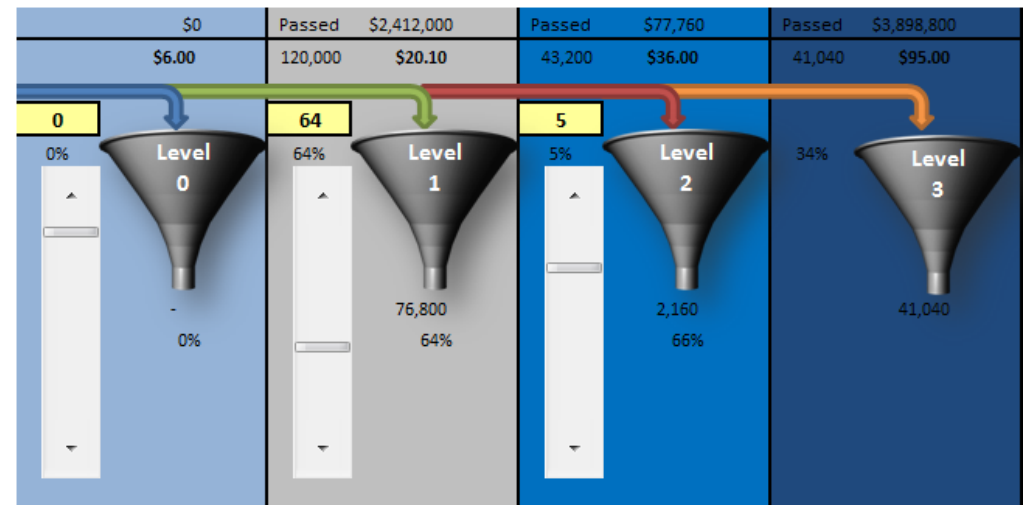 $0 Passed $2,412,000 Passed $77,760 Passed $3,898,800
$6.00 120,000 $20.10 43,200 $36.00 41,040 $95.00
0 64 5
0% 64% 5% 34%
Level Level Level Level
0 1 2 3
- 76,800 2,160 41,040
0% 64% 66%